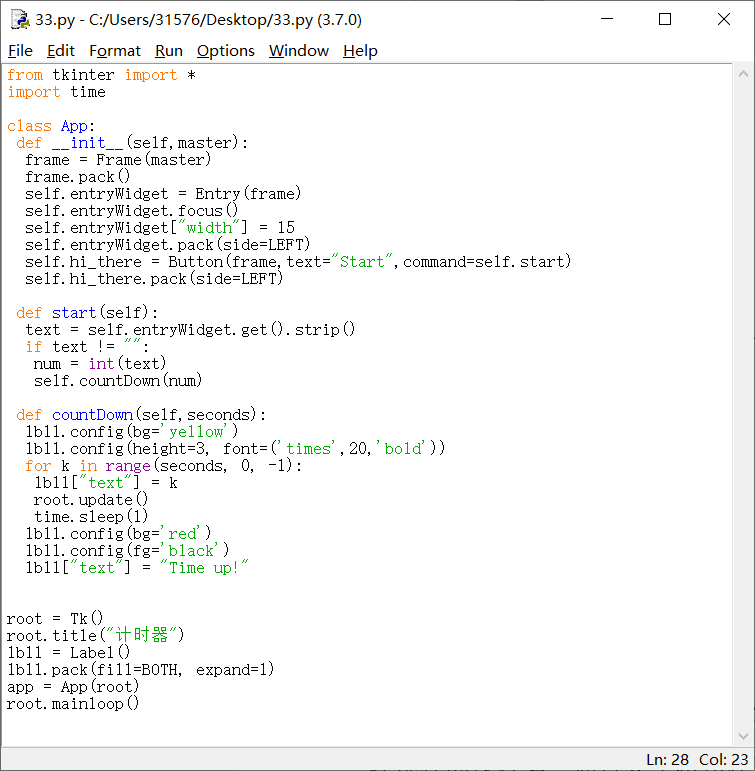 33.py - C:/Users/31576/Desktop/33.py (3.7.0)
File Edit Format Run Options Window Help
from tkinter import *
import time

class App:
 def __init__(self,master):
  frame = Frame(master)
  frame.pack()
  self.entryWidget = Entry(frame)
  self.entryWidget.focus()
  self.entryWidget["width"] = 15
  self.entryWidget.pack(side=LEFT)
  self.hi_there = Button(frame,text="Start",command=self.start)
  self.hi_there.pack(side=LEFT)

 def start(self):
  text = self.entryWidget.get().strip()
  if text != "":
   num = int(text)
   self.countDown(num)

 def countDown(self,seconds):
  lbl1.config(bg='yellow')
  lbl1.config(height=3, font=('times',20,'bold'))
  for k in range(seconds, 0, -1):
   lbl1["text"] = k
   root.update()
   time.sleep(1)
  lbl1.config(bg='red')
  lbl1.config(fg='black')
  lbl1["text"] = "Time up!"


root = Tk()
root.title("计时器")
lbl1 = Label()
lbl1.pack(fill=BOTH, expand=1)
app = App(root)
root.mainloop()
Ln: 28 Col: 23